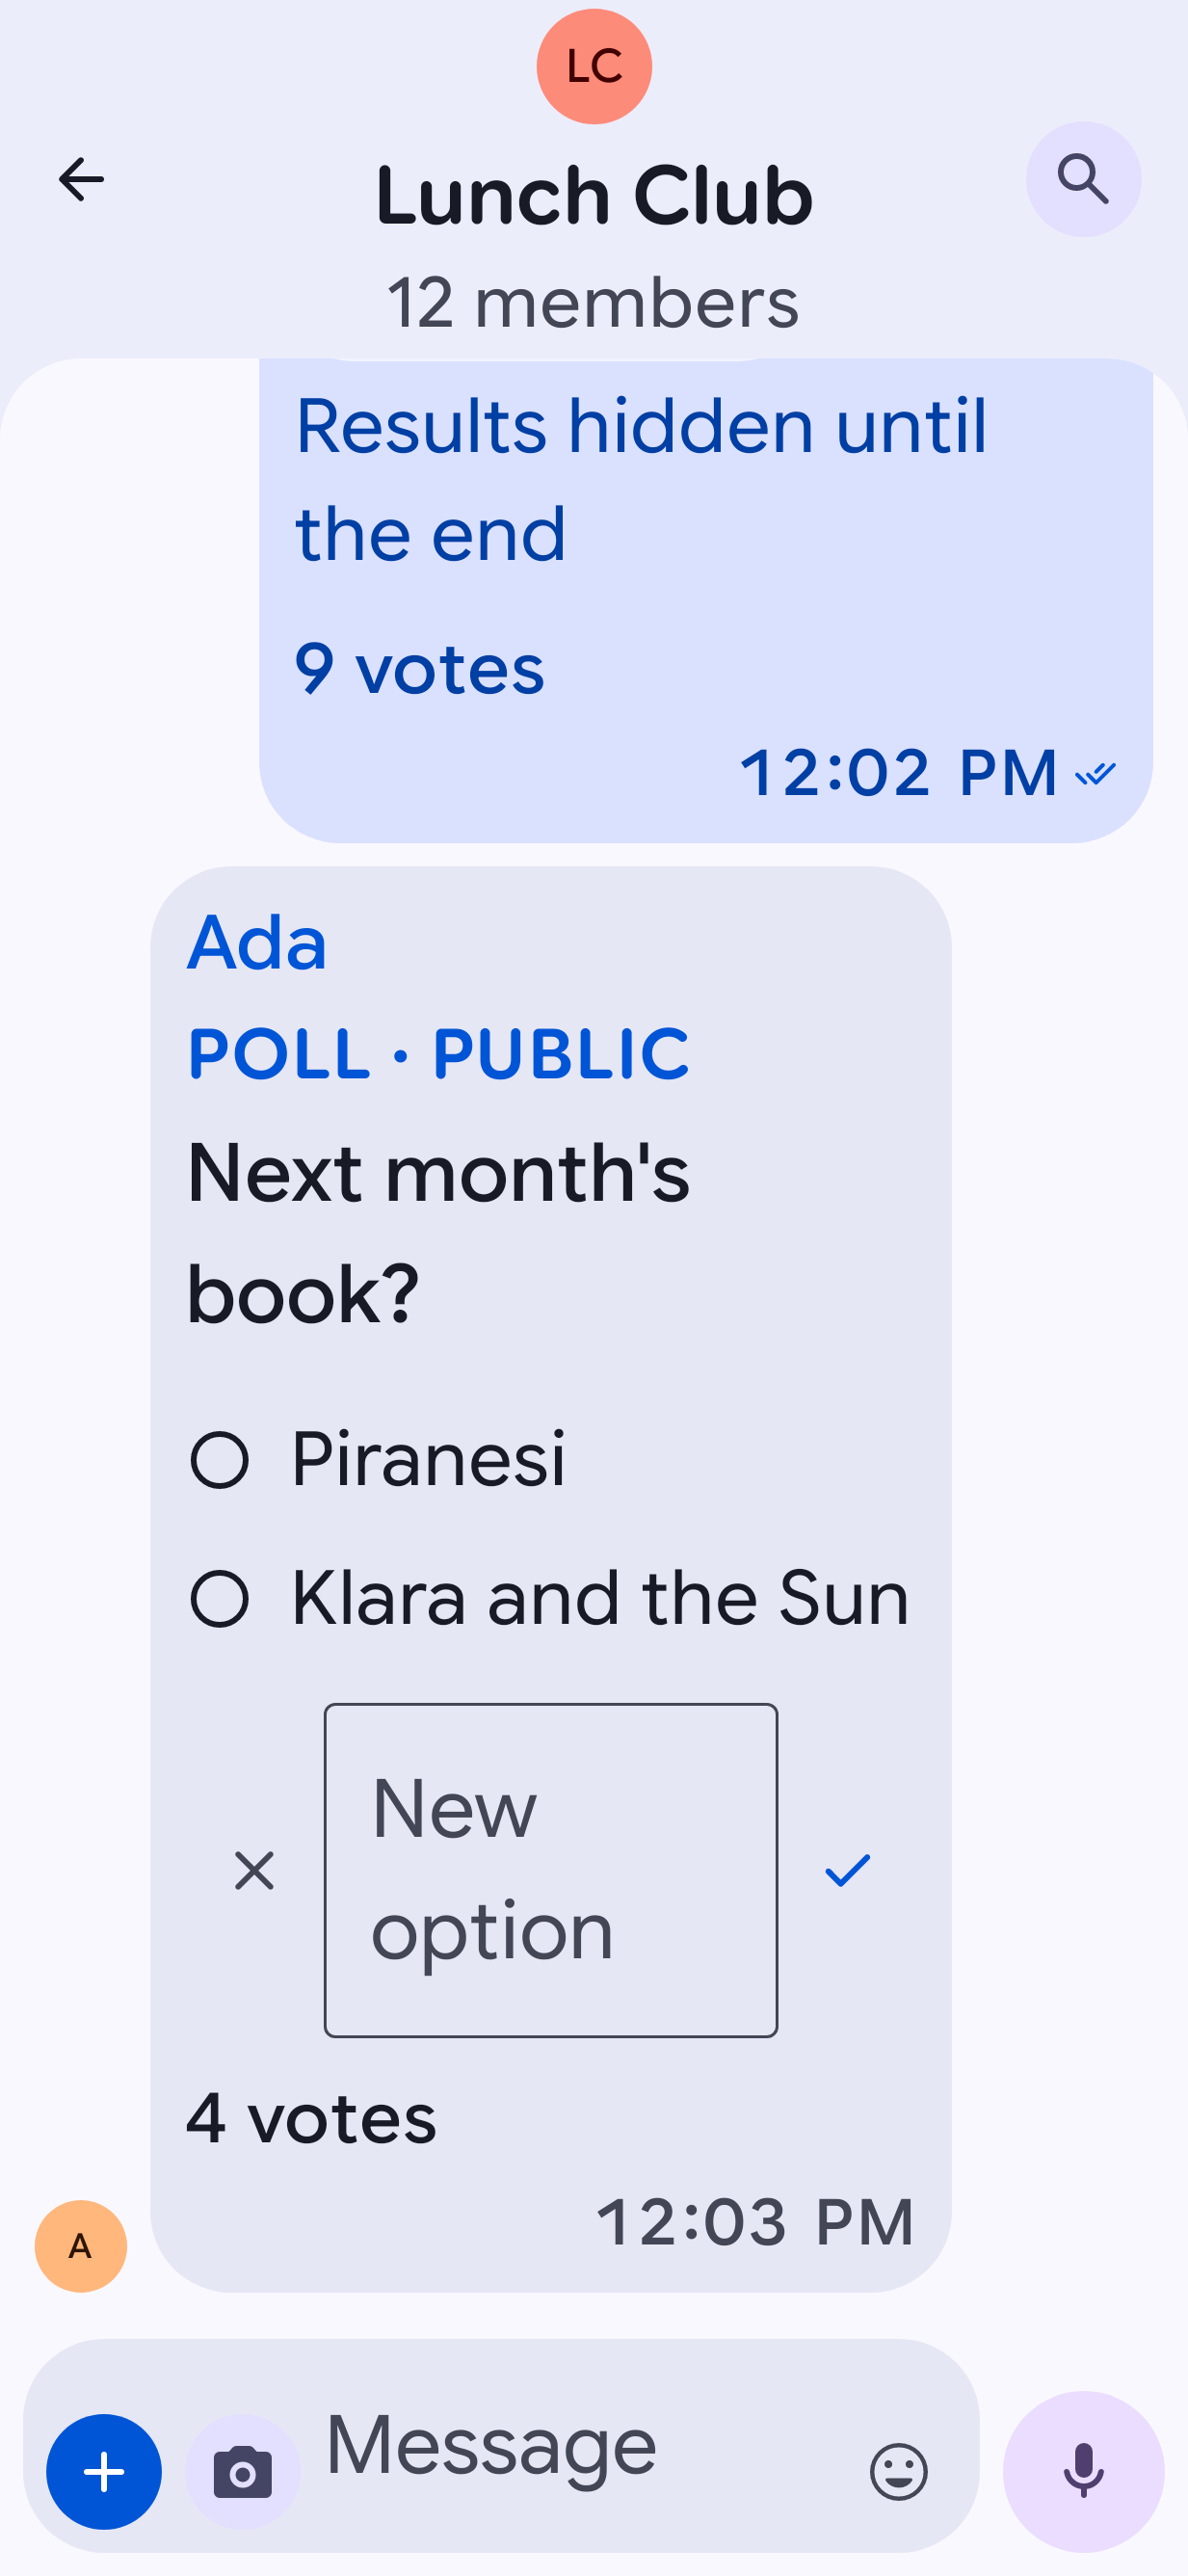 LC
Lunch Club
12 members
Results hidden until
the end
9 votes
12:02 PM
Ada
POLL · PUBLIC
Next month's
book?
Piranesi
Klara and the Sun
New
option
4 votes
12:03 PM
A
Message